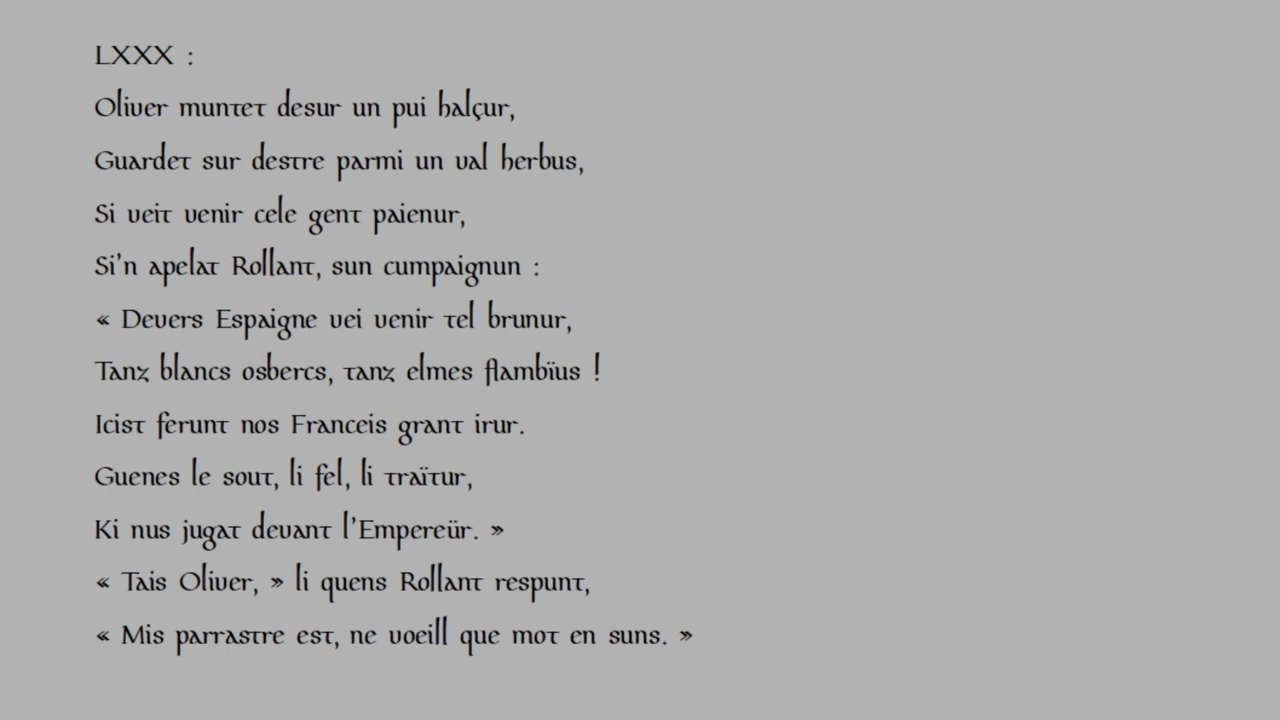 LXXX :
Oliver muntet desur un pui halçur,
Guardet sur destre parmi un val herbus,
Si veit venir cele gent paienur,
Si'n apelat Rollant, sun cumpaignun :
« Devers Espaigne vei venir tel brunur,
Tanz blancs osbercs, tanz elmes flambïus !
Icist ferunt nos Franceis grant irur.
Guenes le sout, li fel, li traïtur,
Ki nus jugat devant l'Empereür. »
« Tais Oliver, » li quens Rollant respunt,
« Mis parrastre est, ne voeill que mot en suns. »